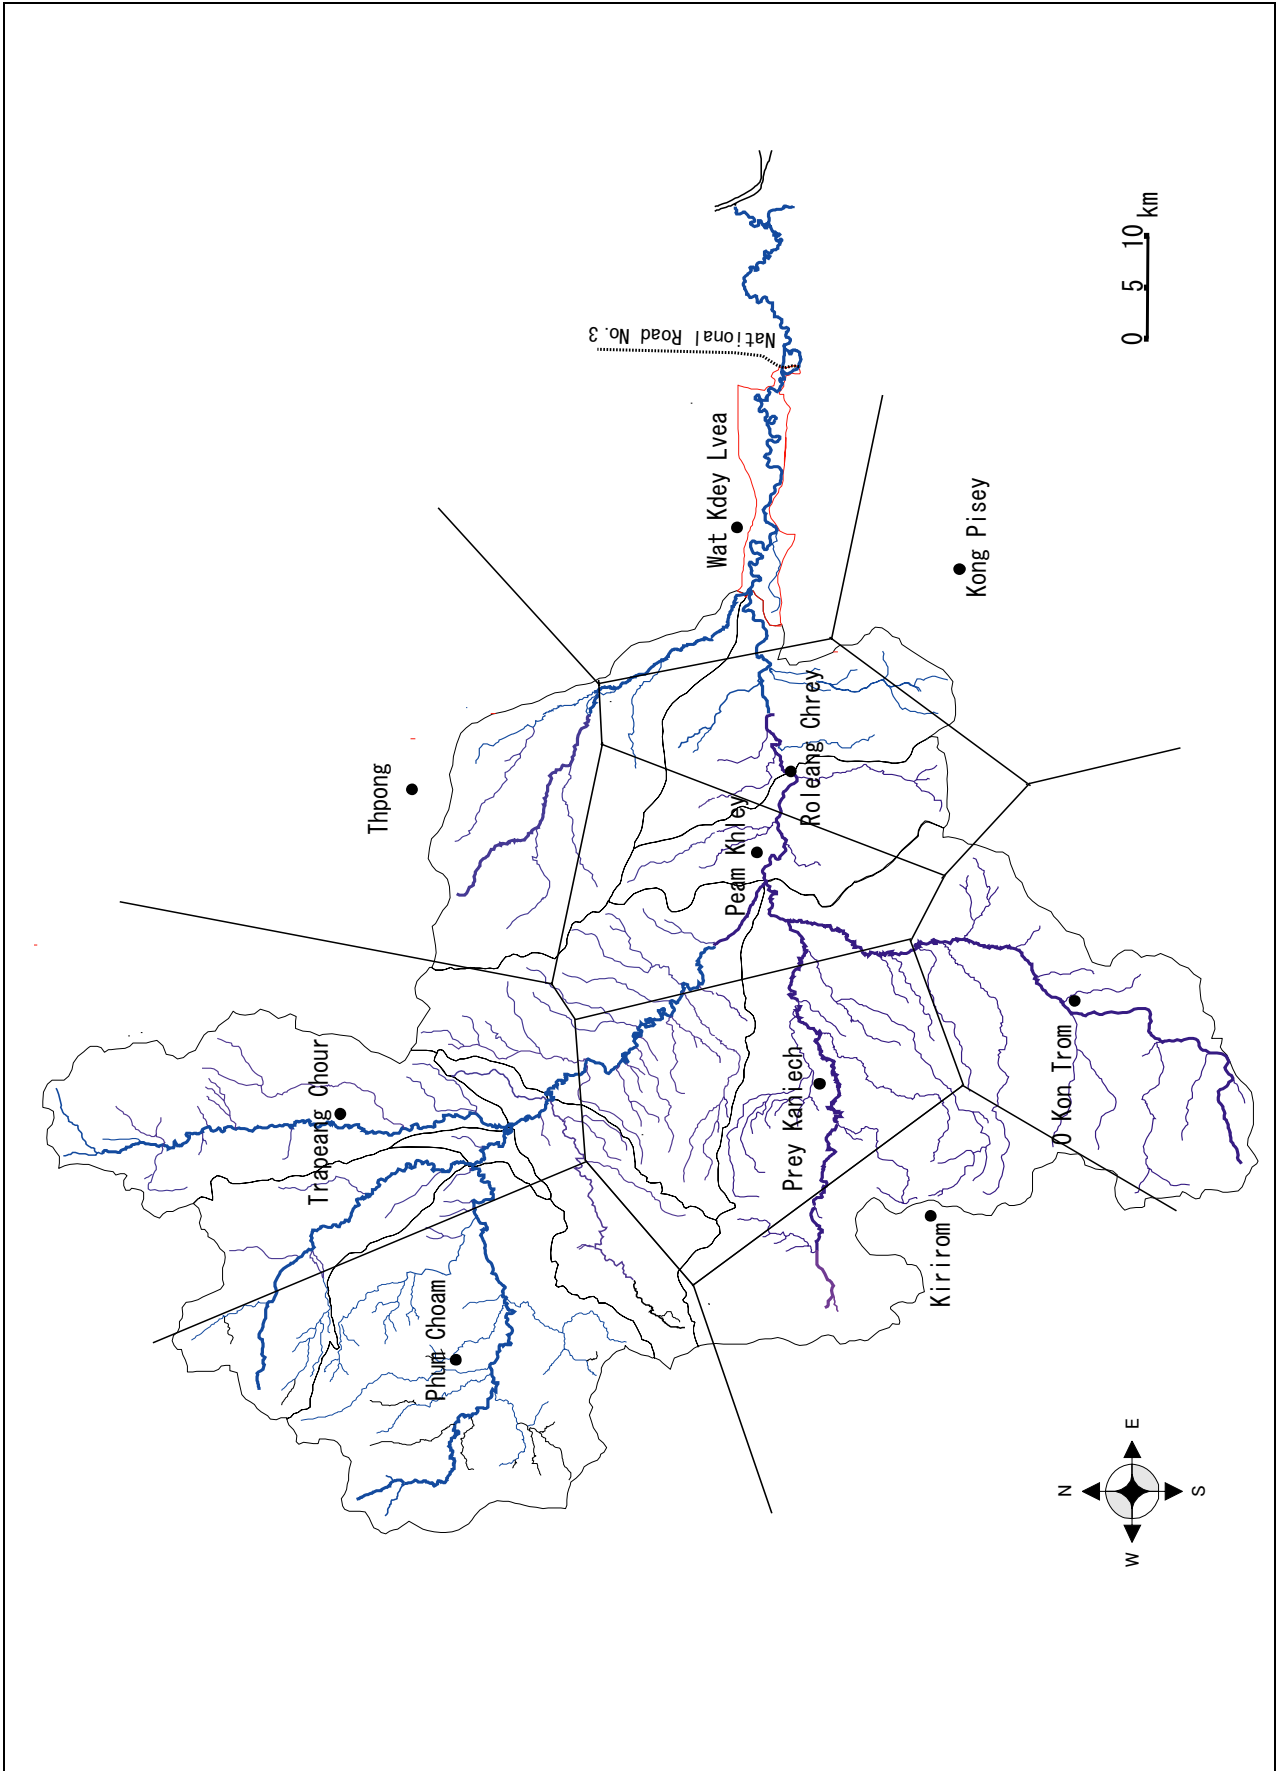 Trapeang Chour
Thpong
Phum Choam
National Road No.3
Wat Kdey Lvea
Peam Khley
Roleang Chrey
Prey Kaniech
Kong Pisey
Kirirom
O Kon Trom
0 5 10 km
N
W E
S